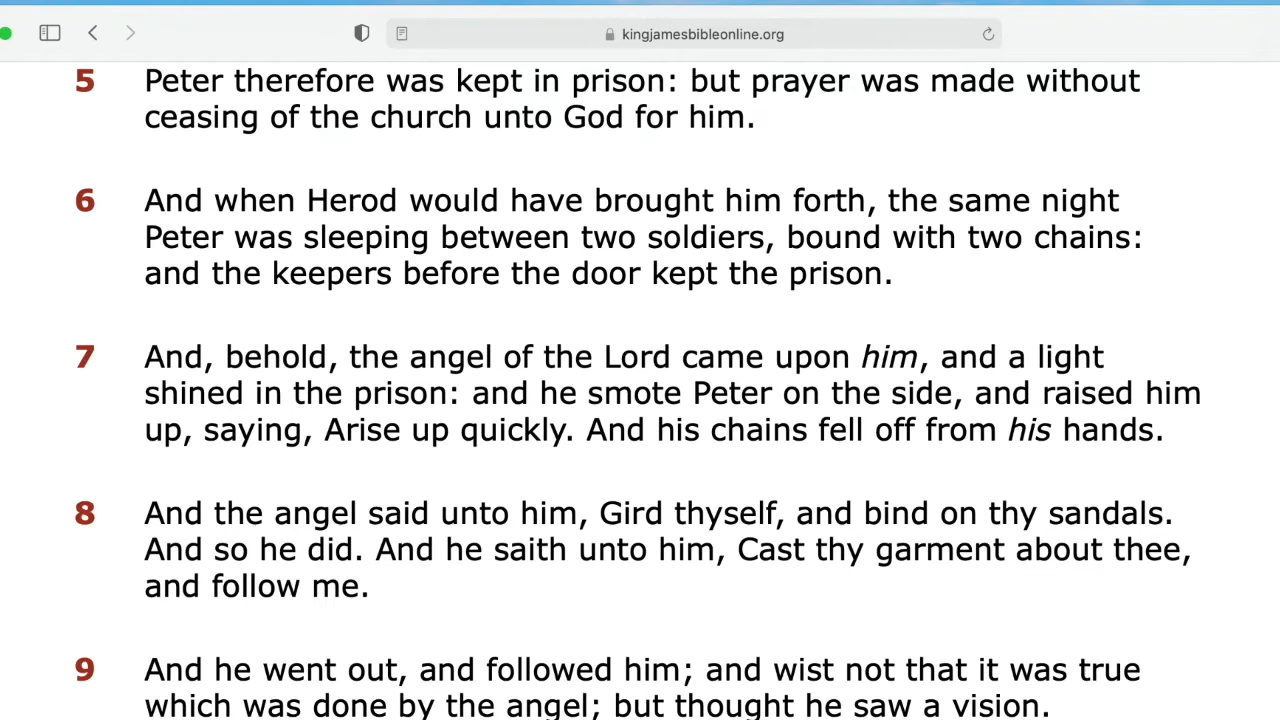 kingjamesbibleonline.org
5 Peter therefore was kept in prison: but prayer was made without
ceasing of the church unto God for him.
6 And when Herod would have brought him forth, the same night
Peter was sleeping between two soldiers, bound with two chains:
and the keepers before the door kept the prison.
7 And, behold, the angel of the Lord came upon him, and a light
shined in the prison: and he smote Peter on the side, and raised him
up, saying, Arise up quickly. And his chains fell off from his hands.
8 And the angel said unto him, Gird thyself, and bind on thy sandals.
And so he did. And he saith unto him, Cast thy garment about thee,
and follow me.
9 And he went out, and followed him; and wist not that it was true
which was done by the angel; but thought he saw a vision.